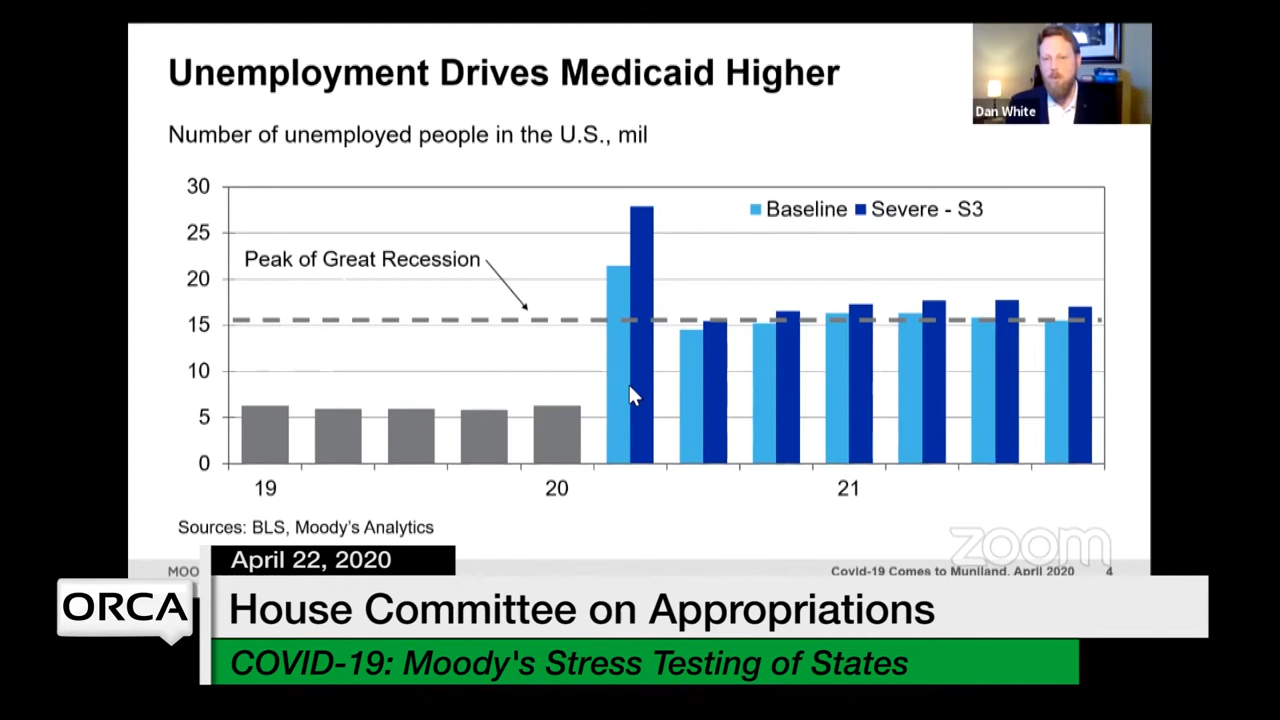 Unemployment Drives Medicaid Higher
Dan White
Number of unemployed people in the U.S., mil
30
25
20
15
10
5
0
Baseline Severe - S3
Peak of Great Recession
19 20 21
Sources: BLS, Moody's Analytics
zoom
MOO
Covid-19 Comes to Muniland, April 2020 4
April 22, 2020
ORCA
House Committee on Appropriations
COVID-19: Moody's Stress Testing of States